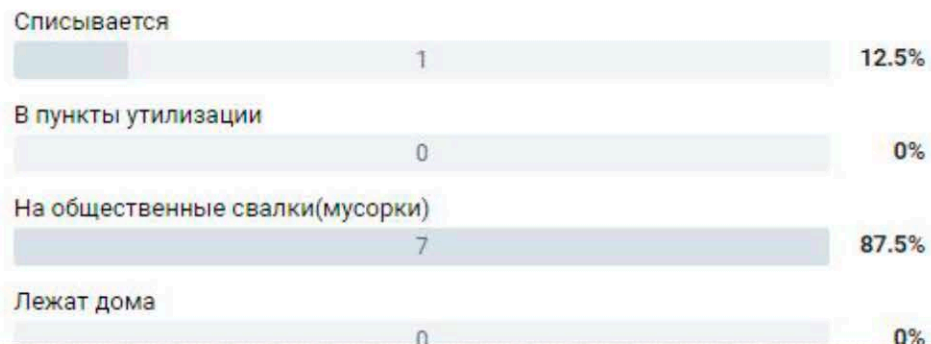 Списывается
1 12.5%
В пункты утилизации
0 0%
На общественные свалки(мусорки)
7 87.5%
Лежат дома
0 0%